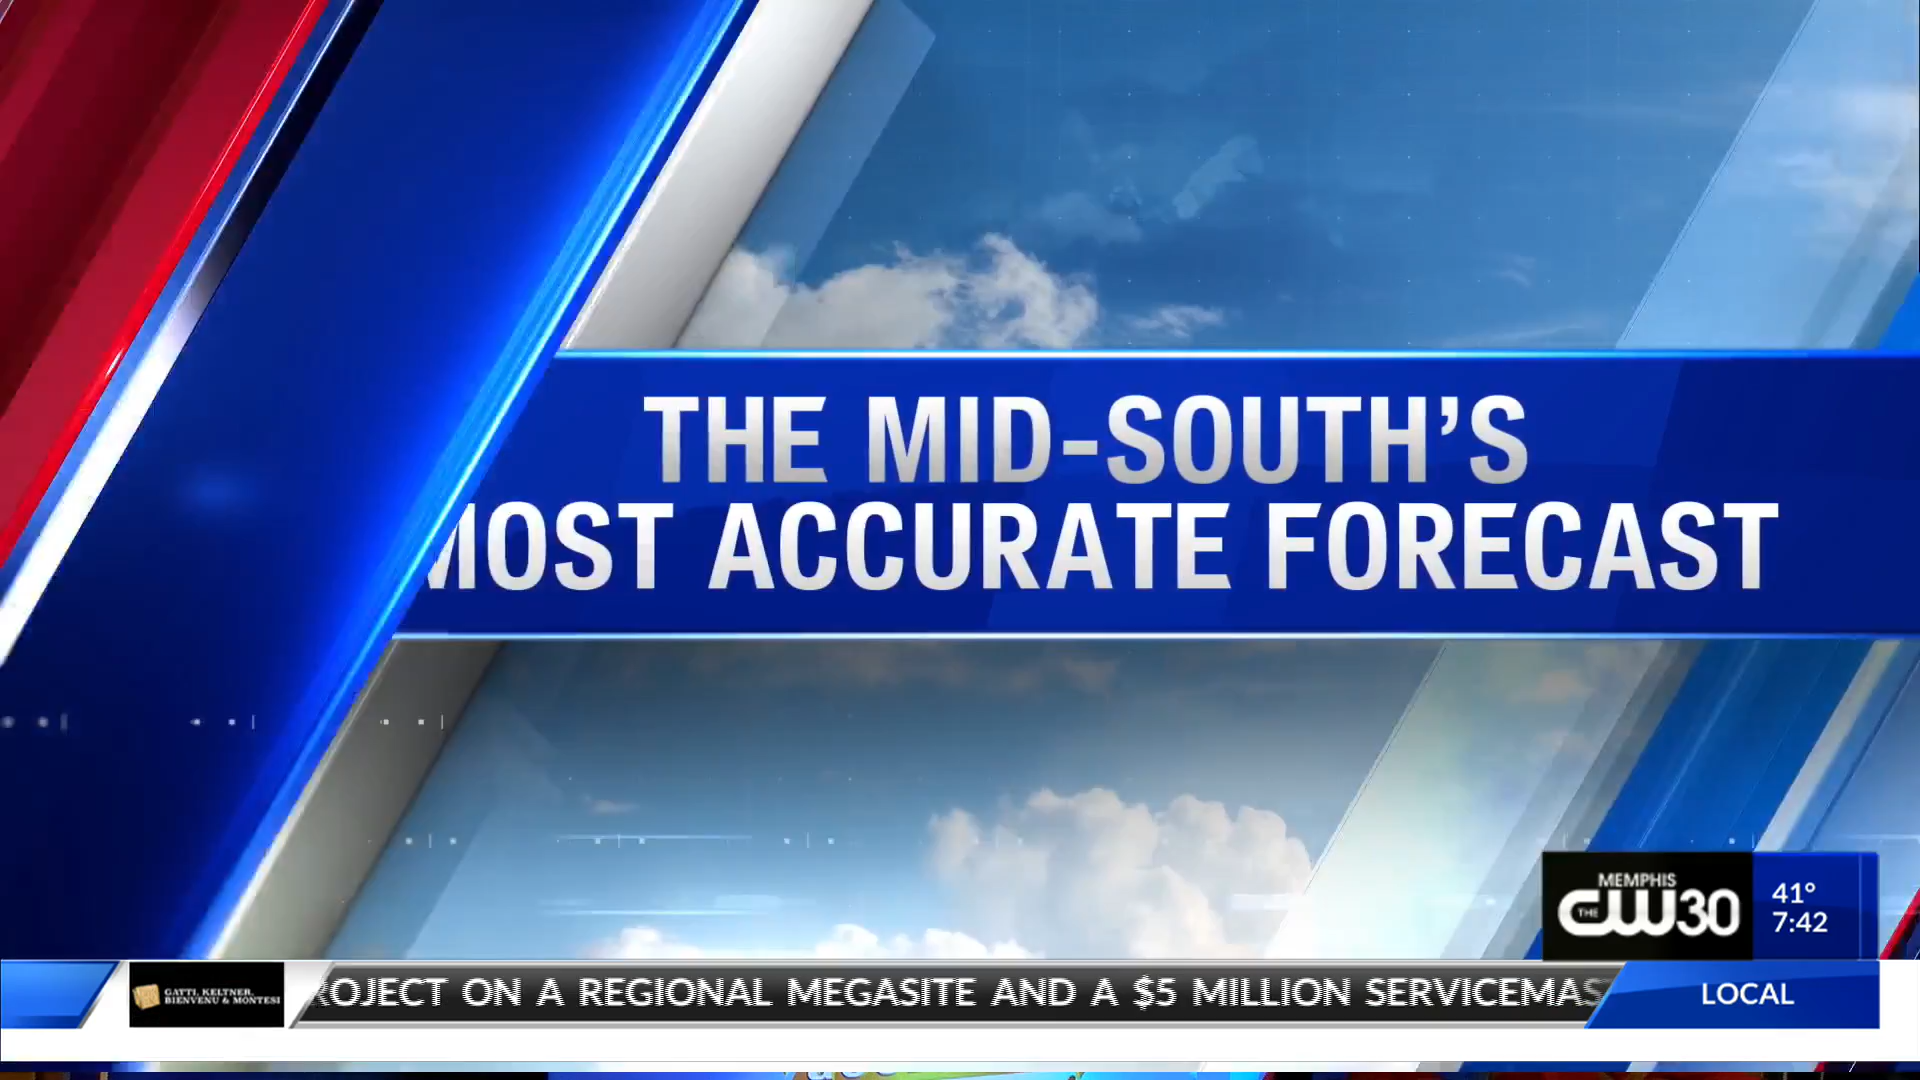 THE MID-SOUTH'S
MOST ACCURATE FORECAST
MEMPHIS
THE CW30
41°
7:42
GATTI, KELTNER,
BIENVENU & MONTESI
ROJECT ON A REGIONAL MEGASITE AND A $5 MILLION SERVICEMAS
LOCAL